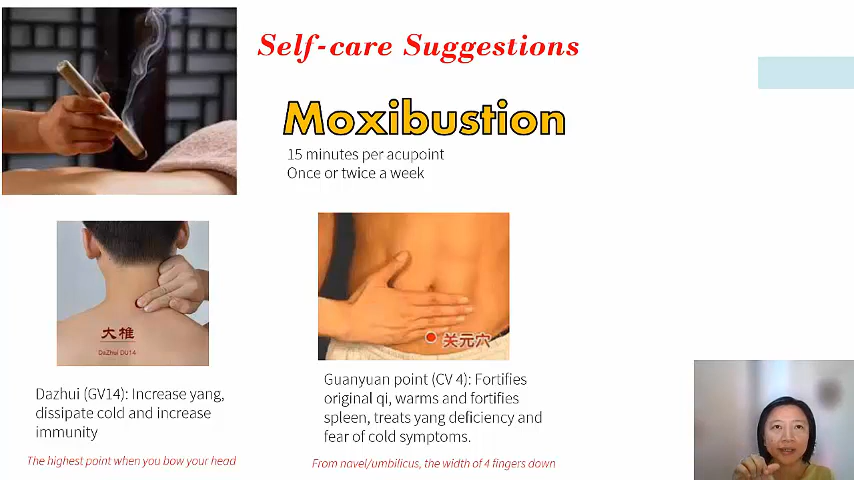 Self-care Suggestions
Moxibustion
15 minutes per acupoint
Once or twice a week
大椎
DaZhui DU14
Dazhui (GV14): Increase yang,
dissipate cold and increase
immunity
The highest point when you bow your head
关元穴
Guanyuan point (CV 4): Fortifies
original qi, warms and fortifies
spleen, treats yang deficiency and
fear of cold symptoms.
From navel/umbilicus, the width of 4 fingers down